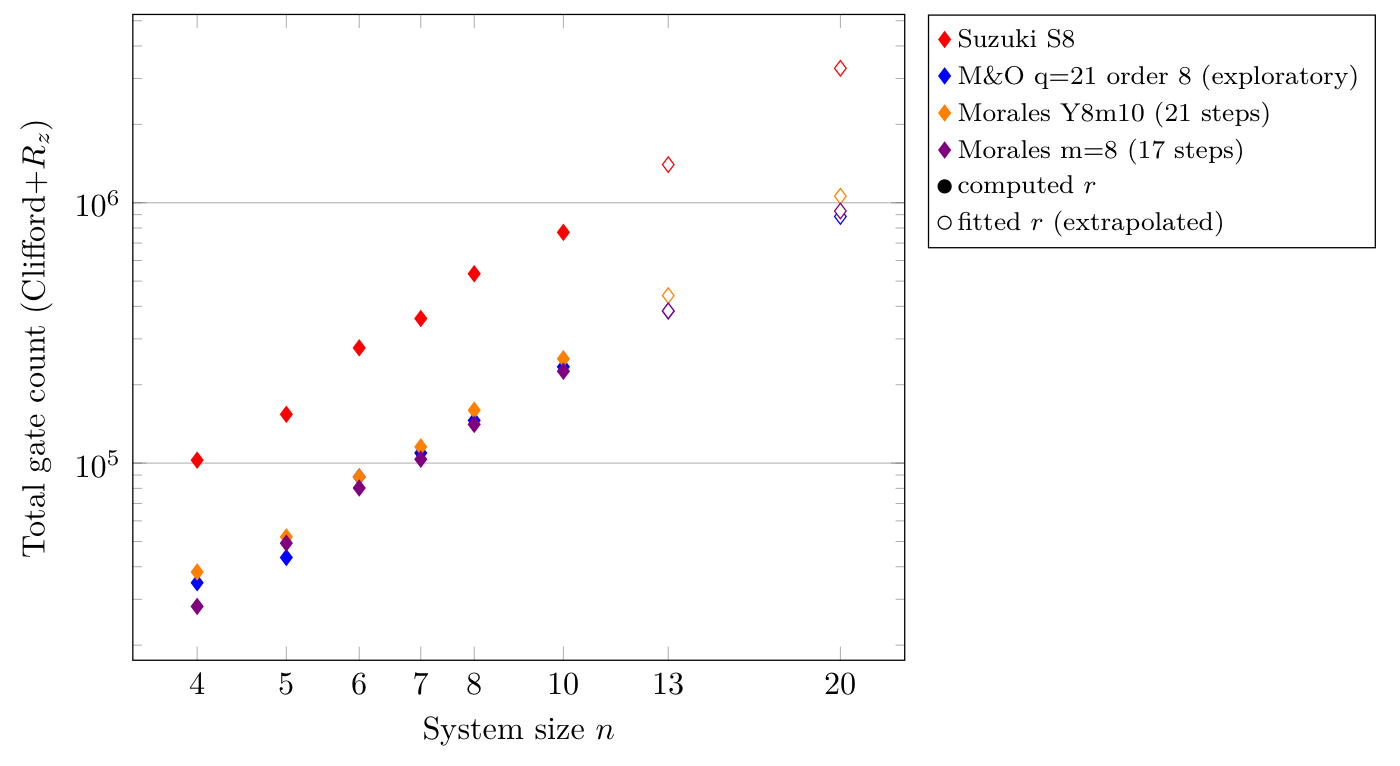 Total gate count (Clifford+R_z)
10^6
10^5
4 5 6 7 8 10 13 20
System size n
Suzuki S8
M&O q=21 order 8 (exploratory)
Morales Y8m10 (21 steps)
Morales m=8 (17 steps)
computed r
fitted r (extrapolated)